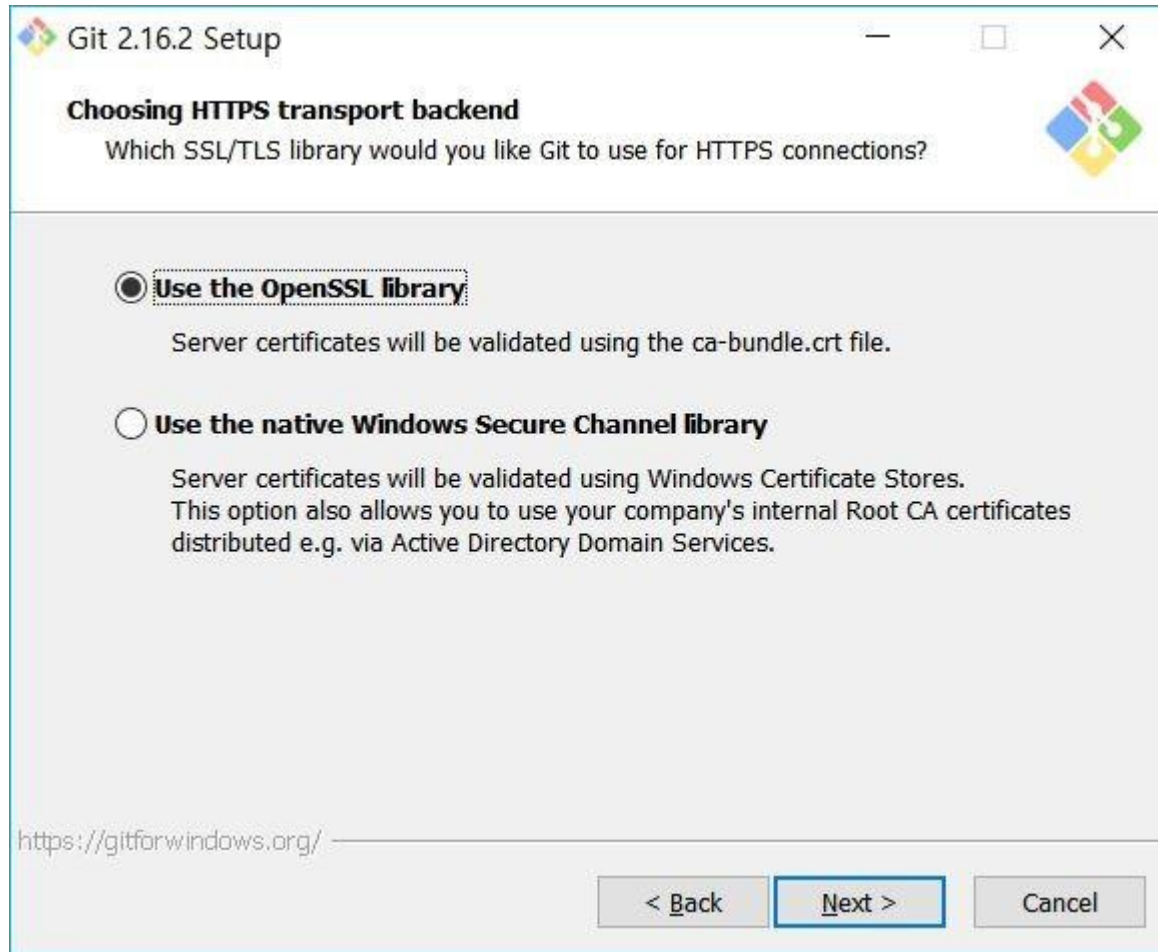 Git 2.16.2 Setup
Choosing HTTPS transport backend
Which SSL/TLS library would you like Git to use for HTTPS connections?
Use the OpenSSL library
Server certificates will be validated using the ca-bundle.crt file.
Use the native Windows Secure Channel library
Server certificates will be validated using Windows Certificate Stores.
This option also allows you to use your company's internal Root CA certificates
distributed e.g. via Active Directory Domain Services.
https://gitforwindows.org/
< Back Next > Cancel